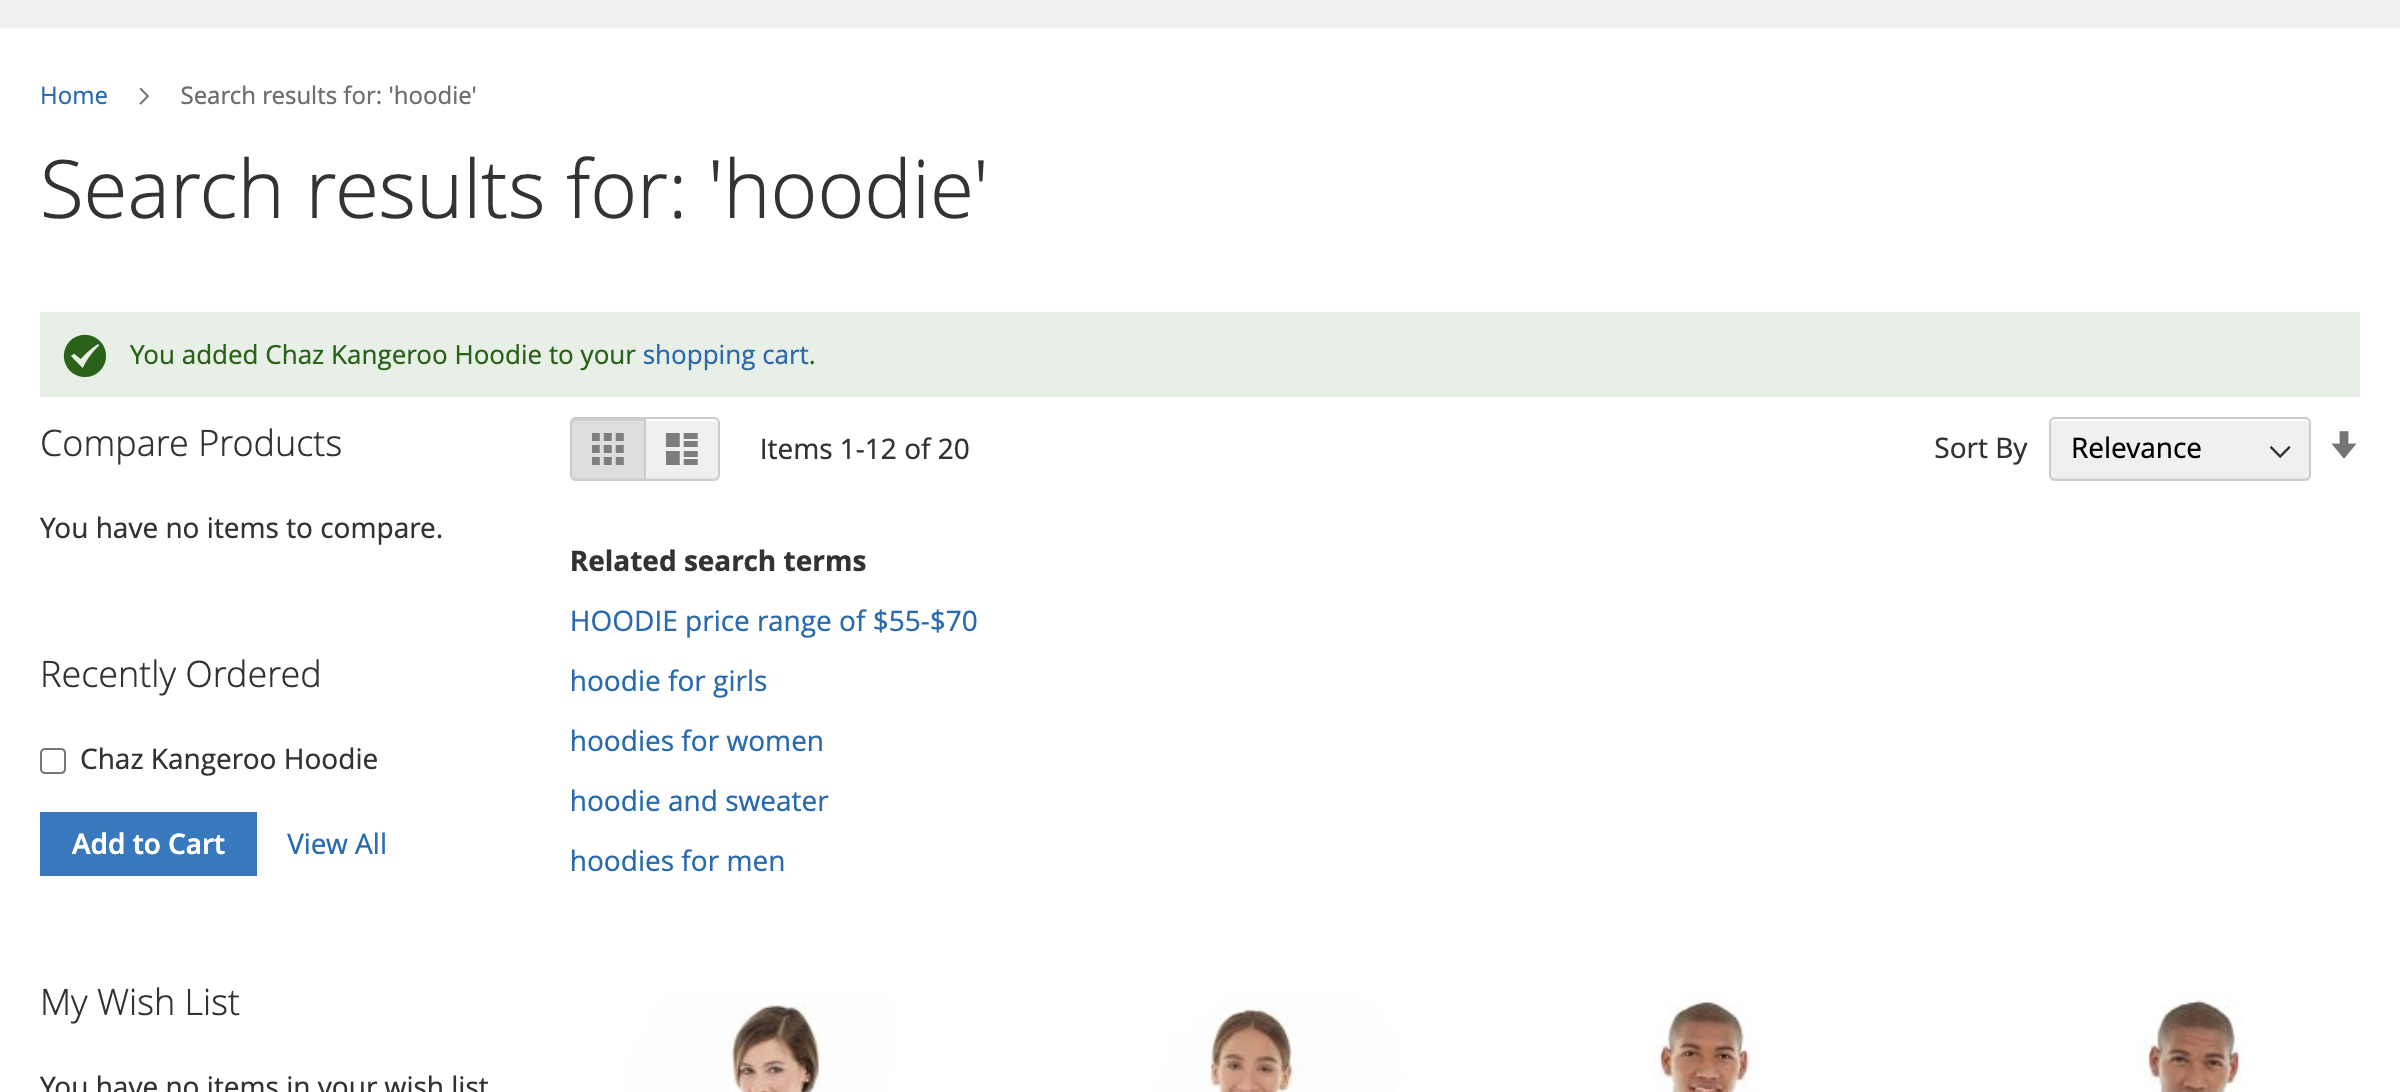 Home > Search results for: 'hoodie'
Search results for: 'hoodie'
You added Chaz Kangeroo Hoodie to your shopping cart.
Compare Products
You have no items to compare.
Recently Ordered
Chaz Kangeroo Hoodie
Add to Cart View All
My Wish List
You have no items in your wish list
Items 1-12 of 20
Sort By Relevance
Related search terms
HOODIE price range of $55-$70
hoodie for girls
hoodies for women
hoodie and sweater
hoodies for men